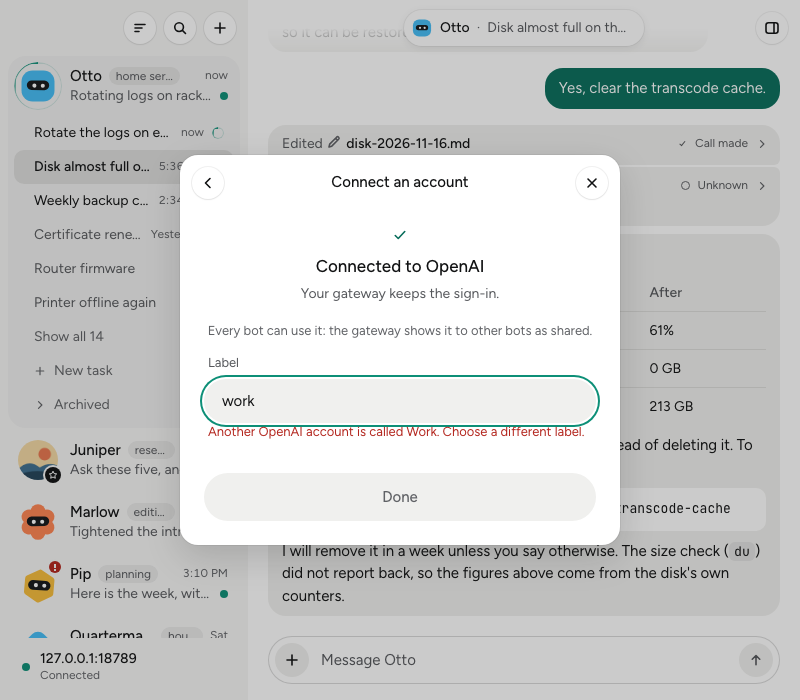 Otto · Disk almost full on th…
so it can be restor
Otto home ser… now
Rotating logs on rack…
Rotate the logs on e… now
Disk almost full o… 5:36
Weekly backup c… 2:34
Certificate rene… Yeste
Router firmware
Printer offline again
Show all 14
New task
Archived
Juniper rese…
Ask these five, an
Marlow editi…
Tightened the intr
Pip planning 3:10 PM
Here is the week, wit…
Quarterma hou… Sat
127.0.0.1:18789
Connected
Yes, clear the transcode cache.
Edited disk-2026-11-16.md Call made
Unknown
After
61%
0 GB
213 GB
ead of deleting it. To
transcode-cache
I will remove it in a week unless you say otherwise. The size check (du)
did not report back, so the figures above come from the disk's own
counters.
Message Otto
Connect an account
Connected to OpenAI
Your gateway keeps the sign-in.
Every bot can use it: the gateway shows it to other bots as shared.
Label
work
Another OpenAI account is called Work. Choose a different label.
Done